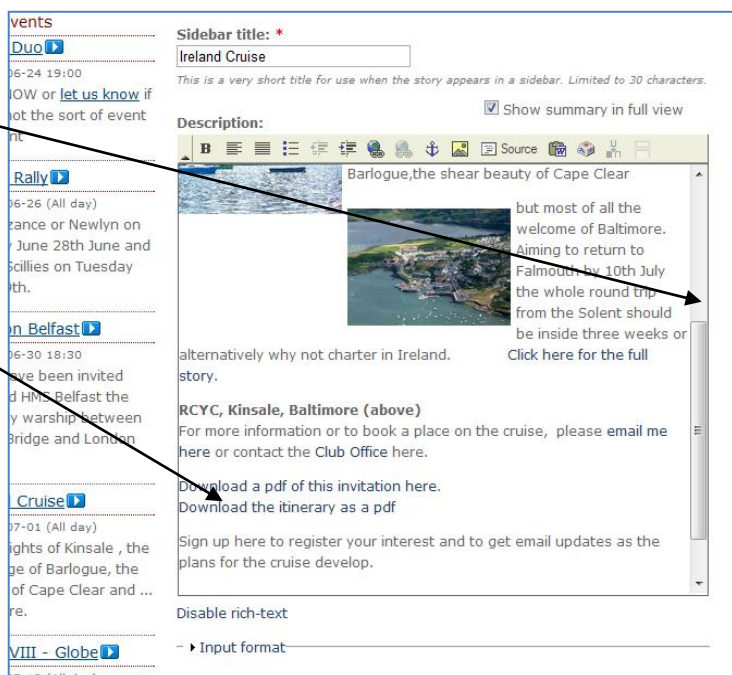 vents
Duo
06-24 19:00
NOW or let us know if
not the sort of event
Rally
06-26 (All day)
zance or Newlyn on
June 28th June and
Scillies on Tuesday
9th.
on Belfast
06-30 18:30
have been invited
d HMS Belfast the
y warship between
Bridge and London
Cruise
07-01 (All day)
ights of Kinsale , the
ge of Barlogue, the
of Cape Clear and ...
re.
VIII - Globe
Sidebar title: *
Ireland Cruise
This is a very short title for use when the story appears in a sidebar. Limited to 30 characters.
Show summary in full view
Description:
B Source
Barlogue,the shear beauty of Cape Clear
but most of all the
welcome of Baltimore.
Aiming to return to
Falmouth by 10th July
the whole round trip
from the Solent should
be inside three weeks or
alternatively why not charter in Ireland. Click here for the full
story.
RCYC, Kinsale, Baltimore (above)
For more information or to book a place on the cruise, please email me
here or contact the Club Office here.
Download a pdf of this invitation here.
Download the itinerary as a pdf
Sign up here to register your interest and to get email updates as the
plans for the cruise develop.
Disable rich-text
Input format